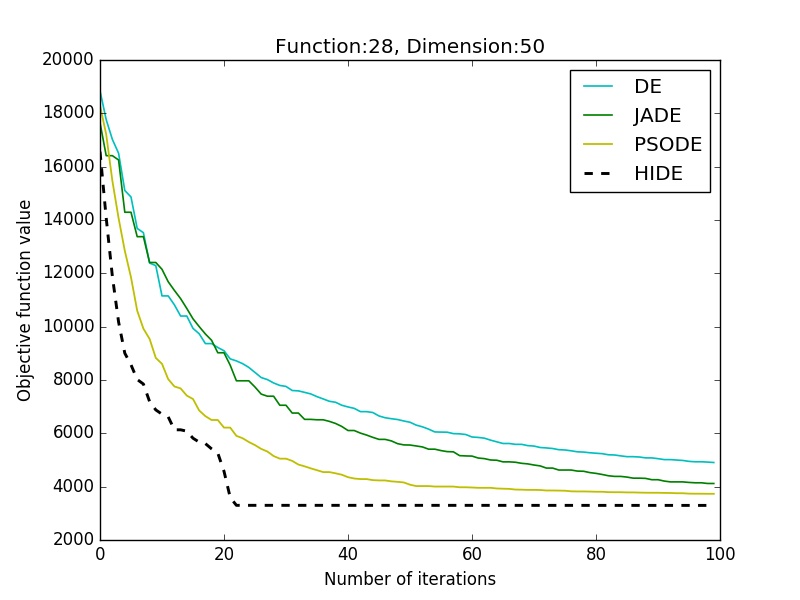 Function:28, Dimension:50
20000
18000
16000
14000
12000
10000
8000
6000
4000
2000
Objective function value
DE
JADE
PSODE
HIDE
0 20 40 60 80 100
Number of iterations